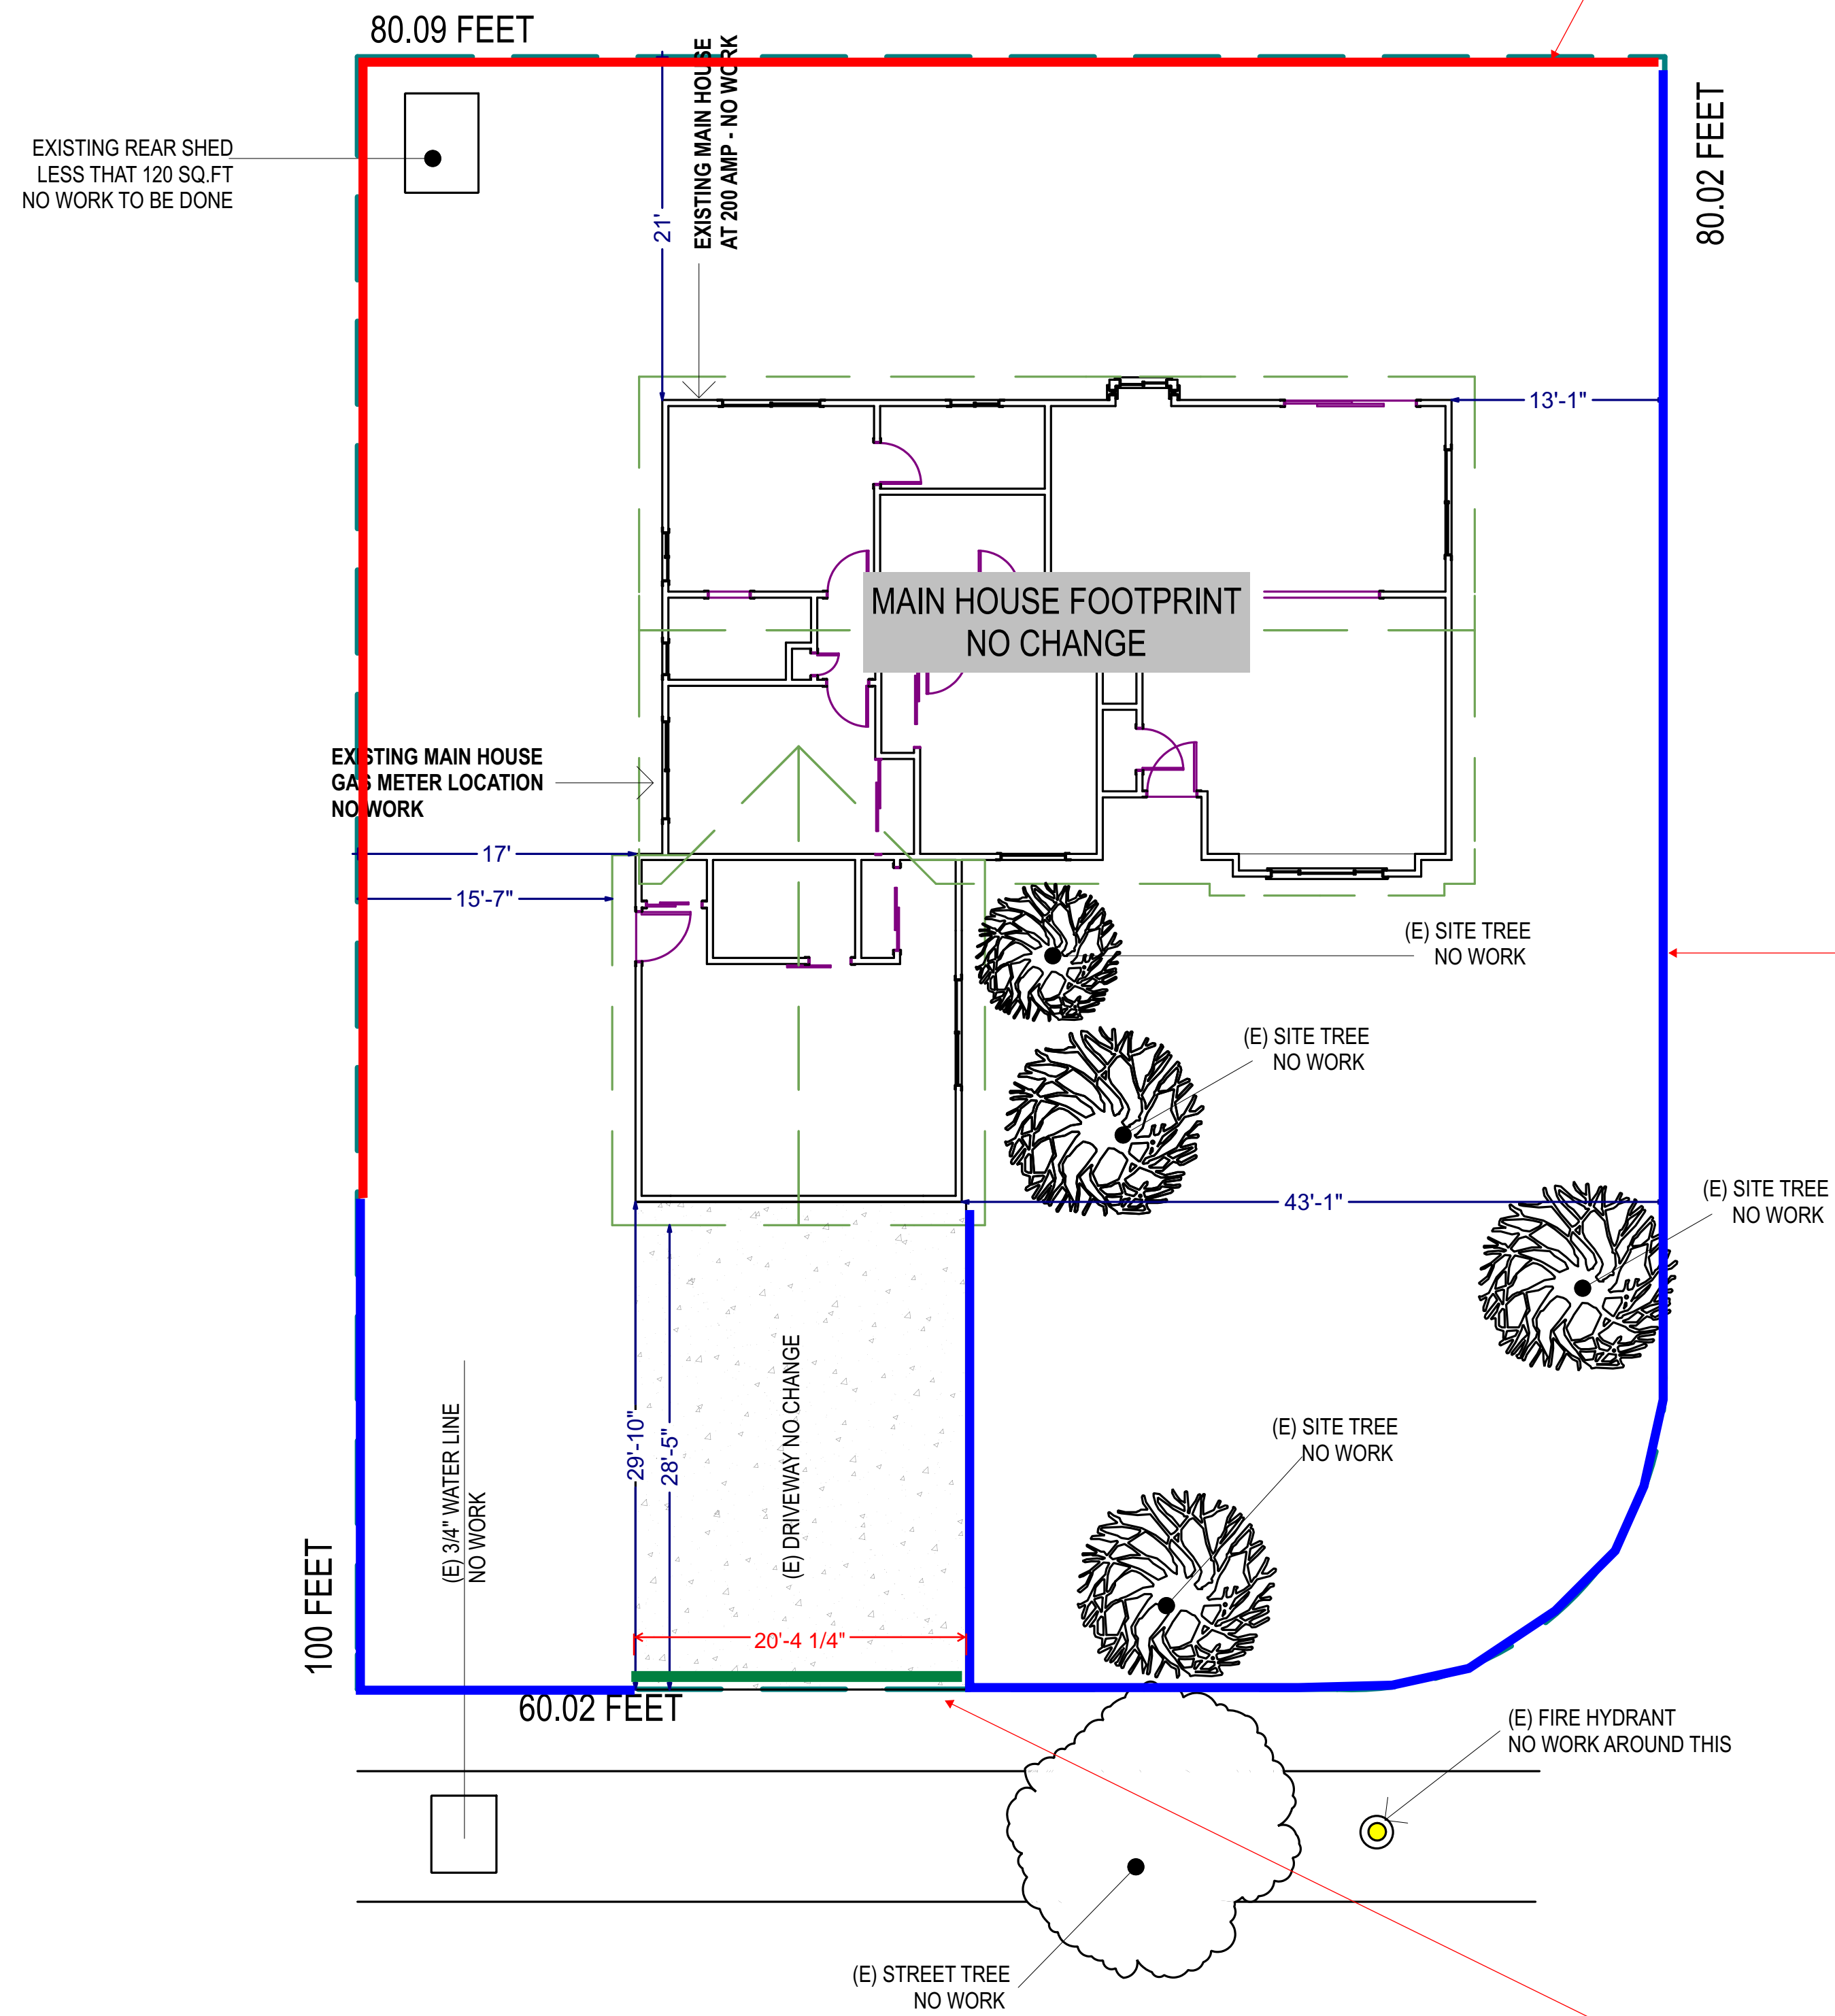 80.09 FEET
EXISTING MAIN HOUSE
AT 200 AMP - NO WORK
80.02 FEET
EXISTING REAR SHED
LESS THAT 120 SQ.FT
NO WORK TO BE DONE
21'
13'-1"
MAIN HOUSE FOOTPRINT
NO CHANGE
EXISTING MAIN HOUSE
GAS METER LOCATION
NO WORK
17'
15'-7"
(E) SITE TREE
NO WORK
(E) SITE TREE
NO WORK
43'-1"
(E) SITE TREE
NO WORK
29'-10"
28'-5"
(E) DRIVEWAY NO CHANGE
(E) 3/4" WATER LINE
NO WORK
(E) SITE TREE
NO WORK
100 FEET
20'-4 1/4"
60.02 FEET
(E) FIRE HYDRANT
NO WORK AROUND THIS
(E) STREET TREE
NO WORK